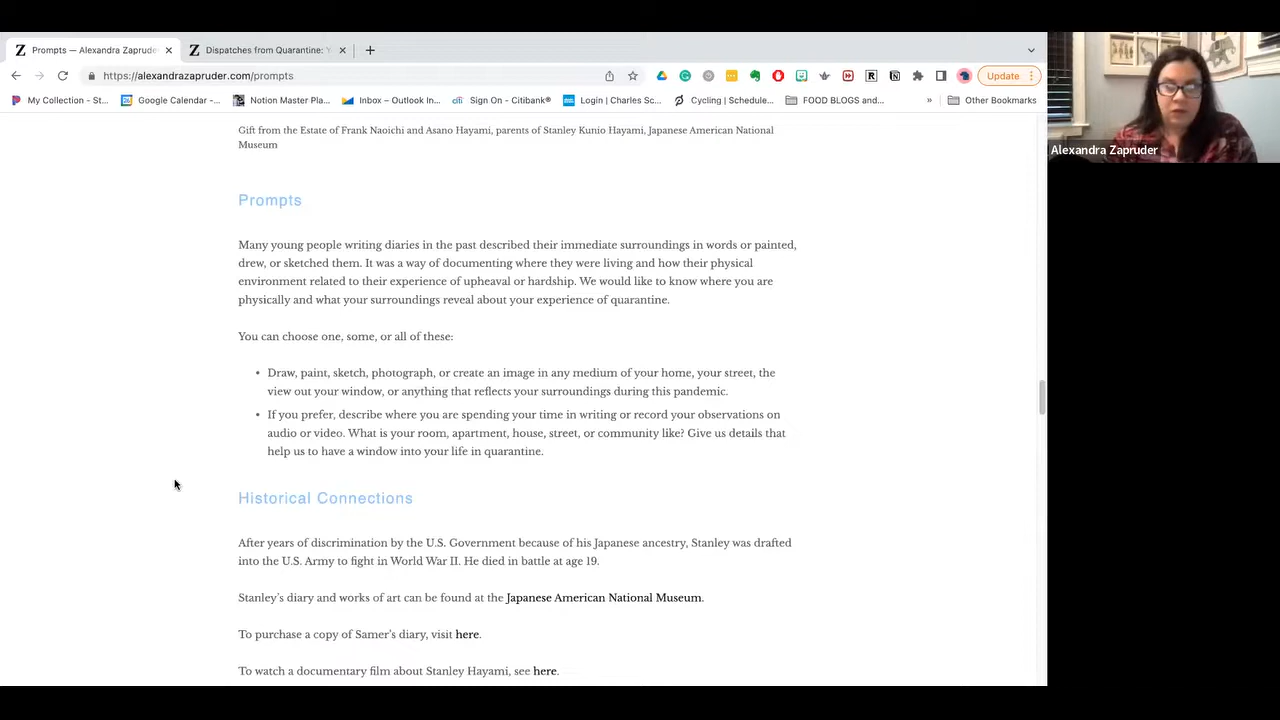 Prompts — Alexandra Zaprude
Dispatches from Quarantine: Y
https://alexandrazapruder.com/prompts
Update
My Collection - St...
Google Calendar -...
Notion Master Pla...
Inbox – Outlook In...
Sign On - Citibank®
Login | Charles Sc...
Cycling | Schedule...
FOOD BLOGS and...
»
Other Bookmarks
Alexandra Zapruder
Gift from the Estate of Frank Naoichi and Asano Hayami, parents of Stanley Kunio Hayami, Japanese American National
Museum
Prompts
Many young people writing diaries in the past described their immediate surroundings in words or painted,
drew, or sketched them. It was a way of documenting where they were living and how their physical
environment related to their experience of upheaval or hardship. We would like to know where you are
physically and what your surroundings reveal about your experience of quarantine.
You can choose one, some, or all of these:
• Draw, paint, sketch, photograph, or create an image in any medium of your home, your street, the
view out your window, or anything that reflects your surroundings during this pandemic.
• If you prefer, describe where you are spending your time in writing or record your observations on
audio or video. What is your room, apartment, house, street, or community like? Give us details that
help us to have a window into your life in quarantine.
Historical Connections
After years of discrimination by the U.S. Government because of his Japanese ancestry, Stanley was drafted
into the U.S. Army to fight in World War II. He died in battle at age 19.
Stanley's diary and works of art can be found at the Japanese American National Museum.
To purchase a copy of Samer's diary, visit here.
To watch a documentary film about Stanley Hayami, see here.